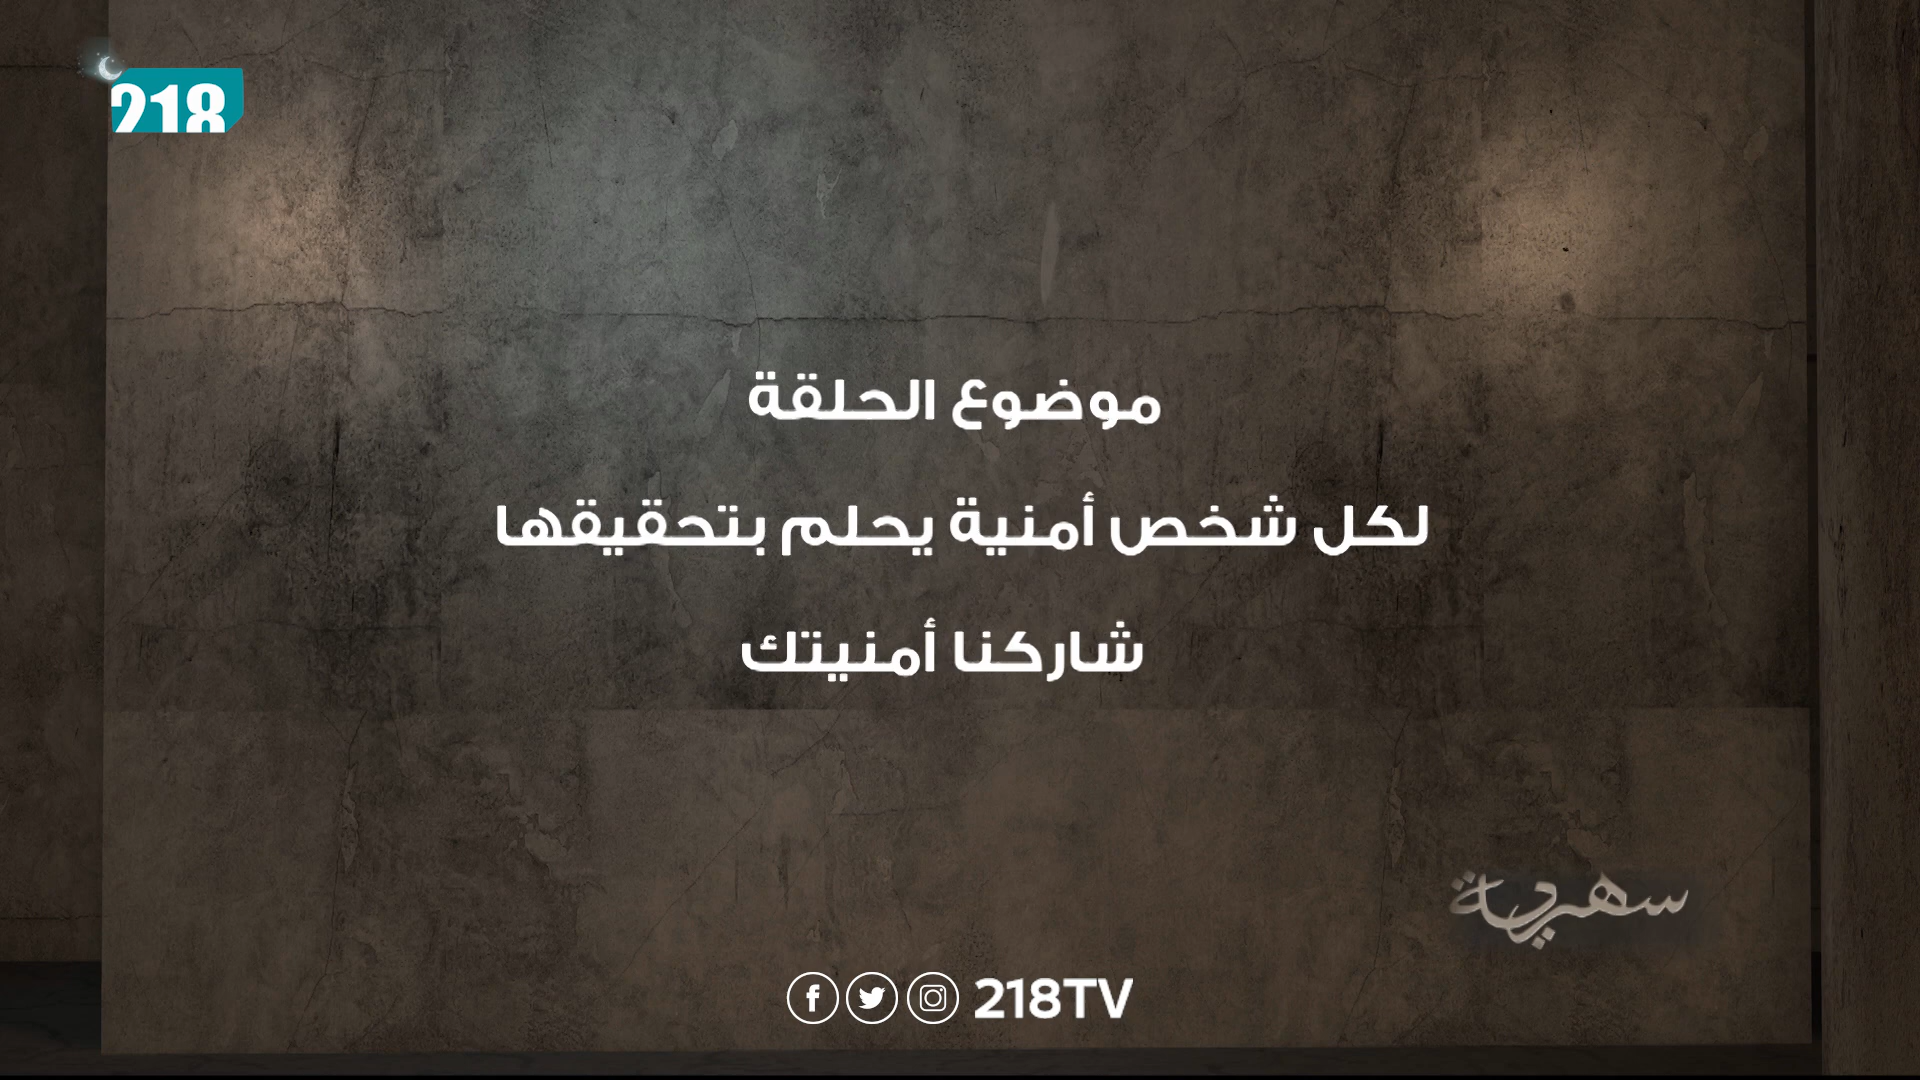 218
موضوع الحلقة
لكل شخص أمنية يحلم بتحقيقها
شاركنا أمنيتك
سهرية
218TV